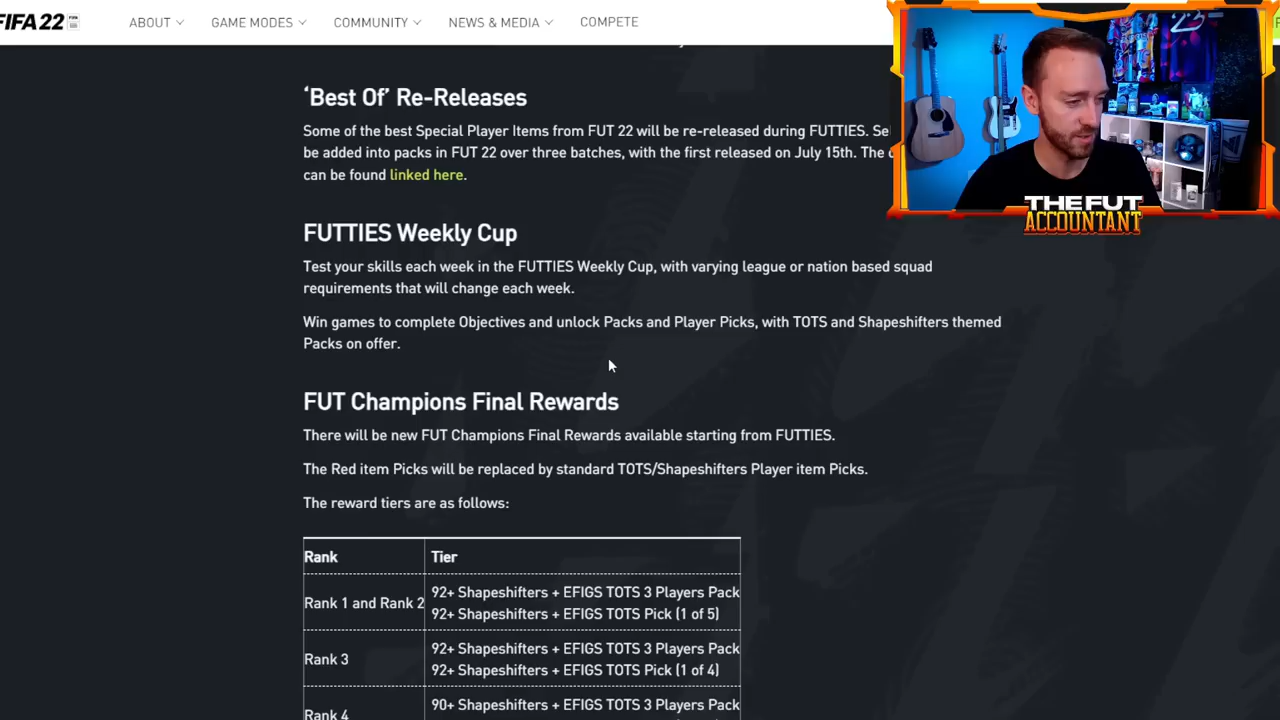 FIFA 22
ABOUT
GAME MODES
COMMUNITY
NEWS & MEDIA
COMPETE
'Best Of' Re-Releases
Some of the best Special Player Items from FUT 22 will be re-released during FUTTIES.
be added into packs in FUT 22 over three batches, with the first released on July 15th. The
can be found linked here.
THE FUT
ACCOUNTANT
FUTTIES Weekly Cup
Test your skills each week in the FUTTIES Weekly Cup, with varying league or nation based squad
requirements that will change each week.
Win games to complete Objectives and unlock Packs and Player Picks, with TOTS and Shapeshifters themed
Packs on offer.
FUT Champions Final Rewards
There will be new FUT Champions Final Rewards available starting from FUTTIES.
The Red item Picks will be replaced by standard TOTS/Shapeshifters Player item Picks.
The reward tiers are as follows:
Rank Tier
Rank 1 and Rank 2
92+ Shapeshifters + EFIGS TOTS 3 Players Pack
92+ Shapeshifters + EFIGS TOTS Pick (1 of 5)
Rank 3
92+ Shapeshifters + EFIGS TOTS 3 Players Pack
92+ Shapeshifters + EFIGS TOTS Pick (1 of 4)
Rank 4
90+ Shapeshifters + EFIGS TOTS 3 Players Pack